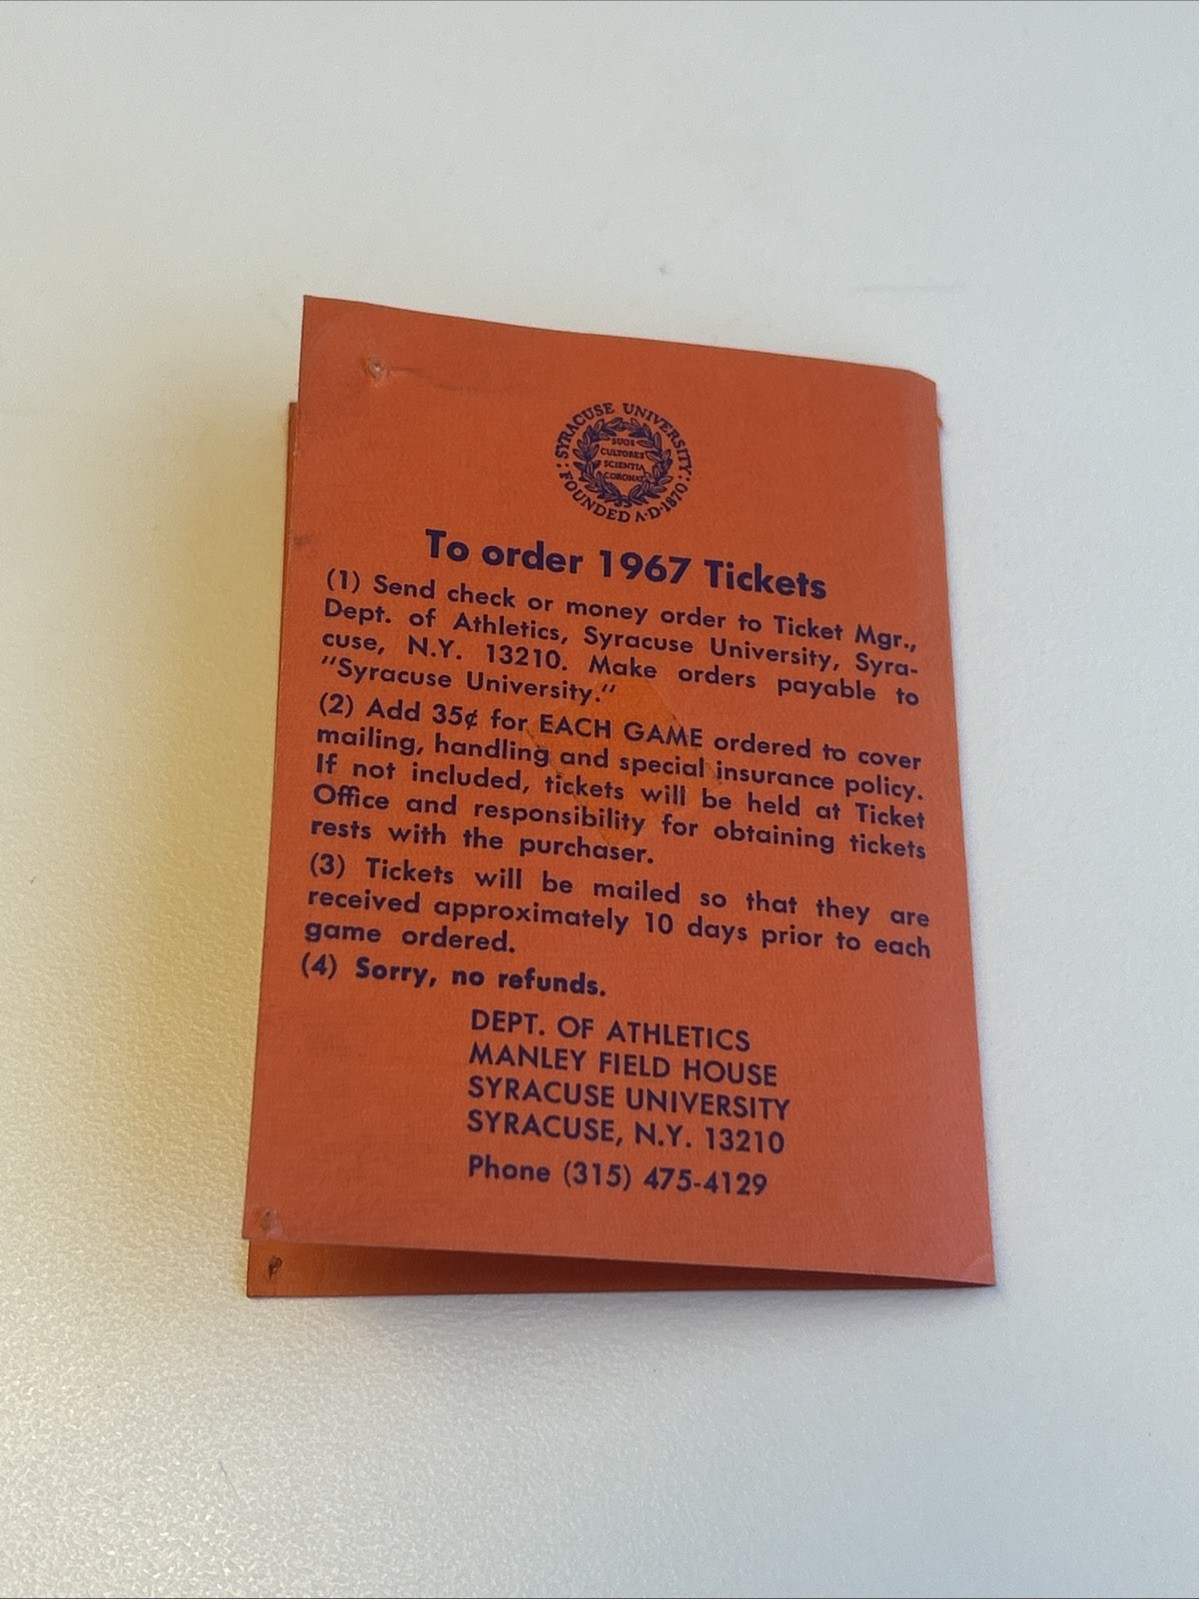 SYRACUSE UNIVERSITY
FOUNDED A·D·1870
SUOS
CULTORES
SCIENTIA
CORONAT
To order 1967 Tickets
(1) Send check or money order to Ticket Mgr.,
Dept. of Athletics, Syracuse University, Syra-
cuse, N.Y. 13210. Make orders payable to
"Syracuse University."
(2) Add 35¢ for EACH GAME ordered to cover
mailing, handling and special insurance policy.
If not included, tickets will be held at Ticket
Office and responsibility for obtaining tickets
rests with the purchaser.
(3) Tickets will be mailed so that they are
received approximately 10 days prior to each
game ordered.
(4) Sorry, no refunds.
DEPT. OF ATHLETICS
MANLEY FIELD HOUSE
SYRACUSE UNIVERSITY
SYRACUSE, N.Y. 13210
Phone (315) 475-4129